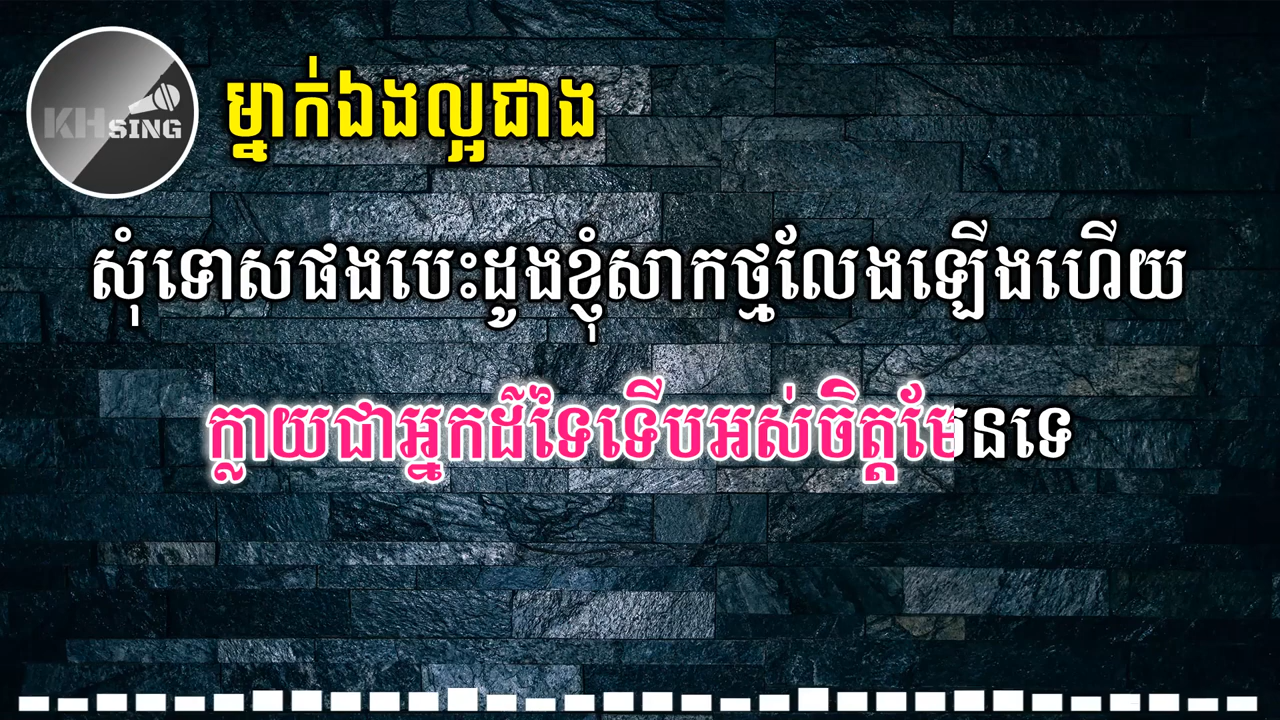 KHSING
ម្នាក់ឯងល្អជាង
សុំទោសផងបេះដូងខ្ញុំសាកថ្មលែងឡើងហើយ
ក្លាយជាអ្នកដ៏ទៃទើបអស់ចិត្តមែនទេ